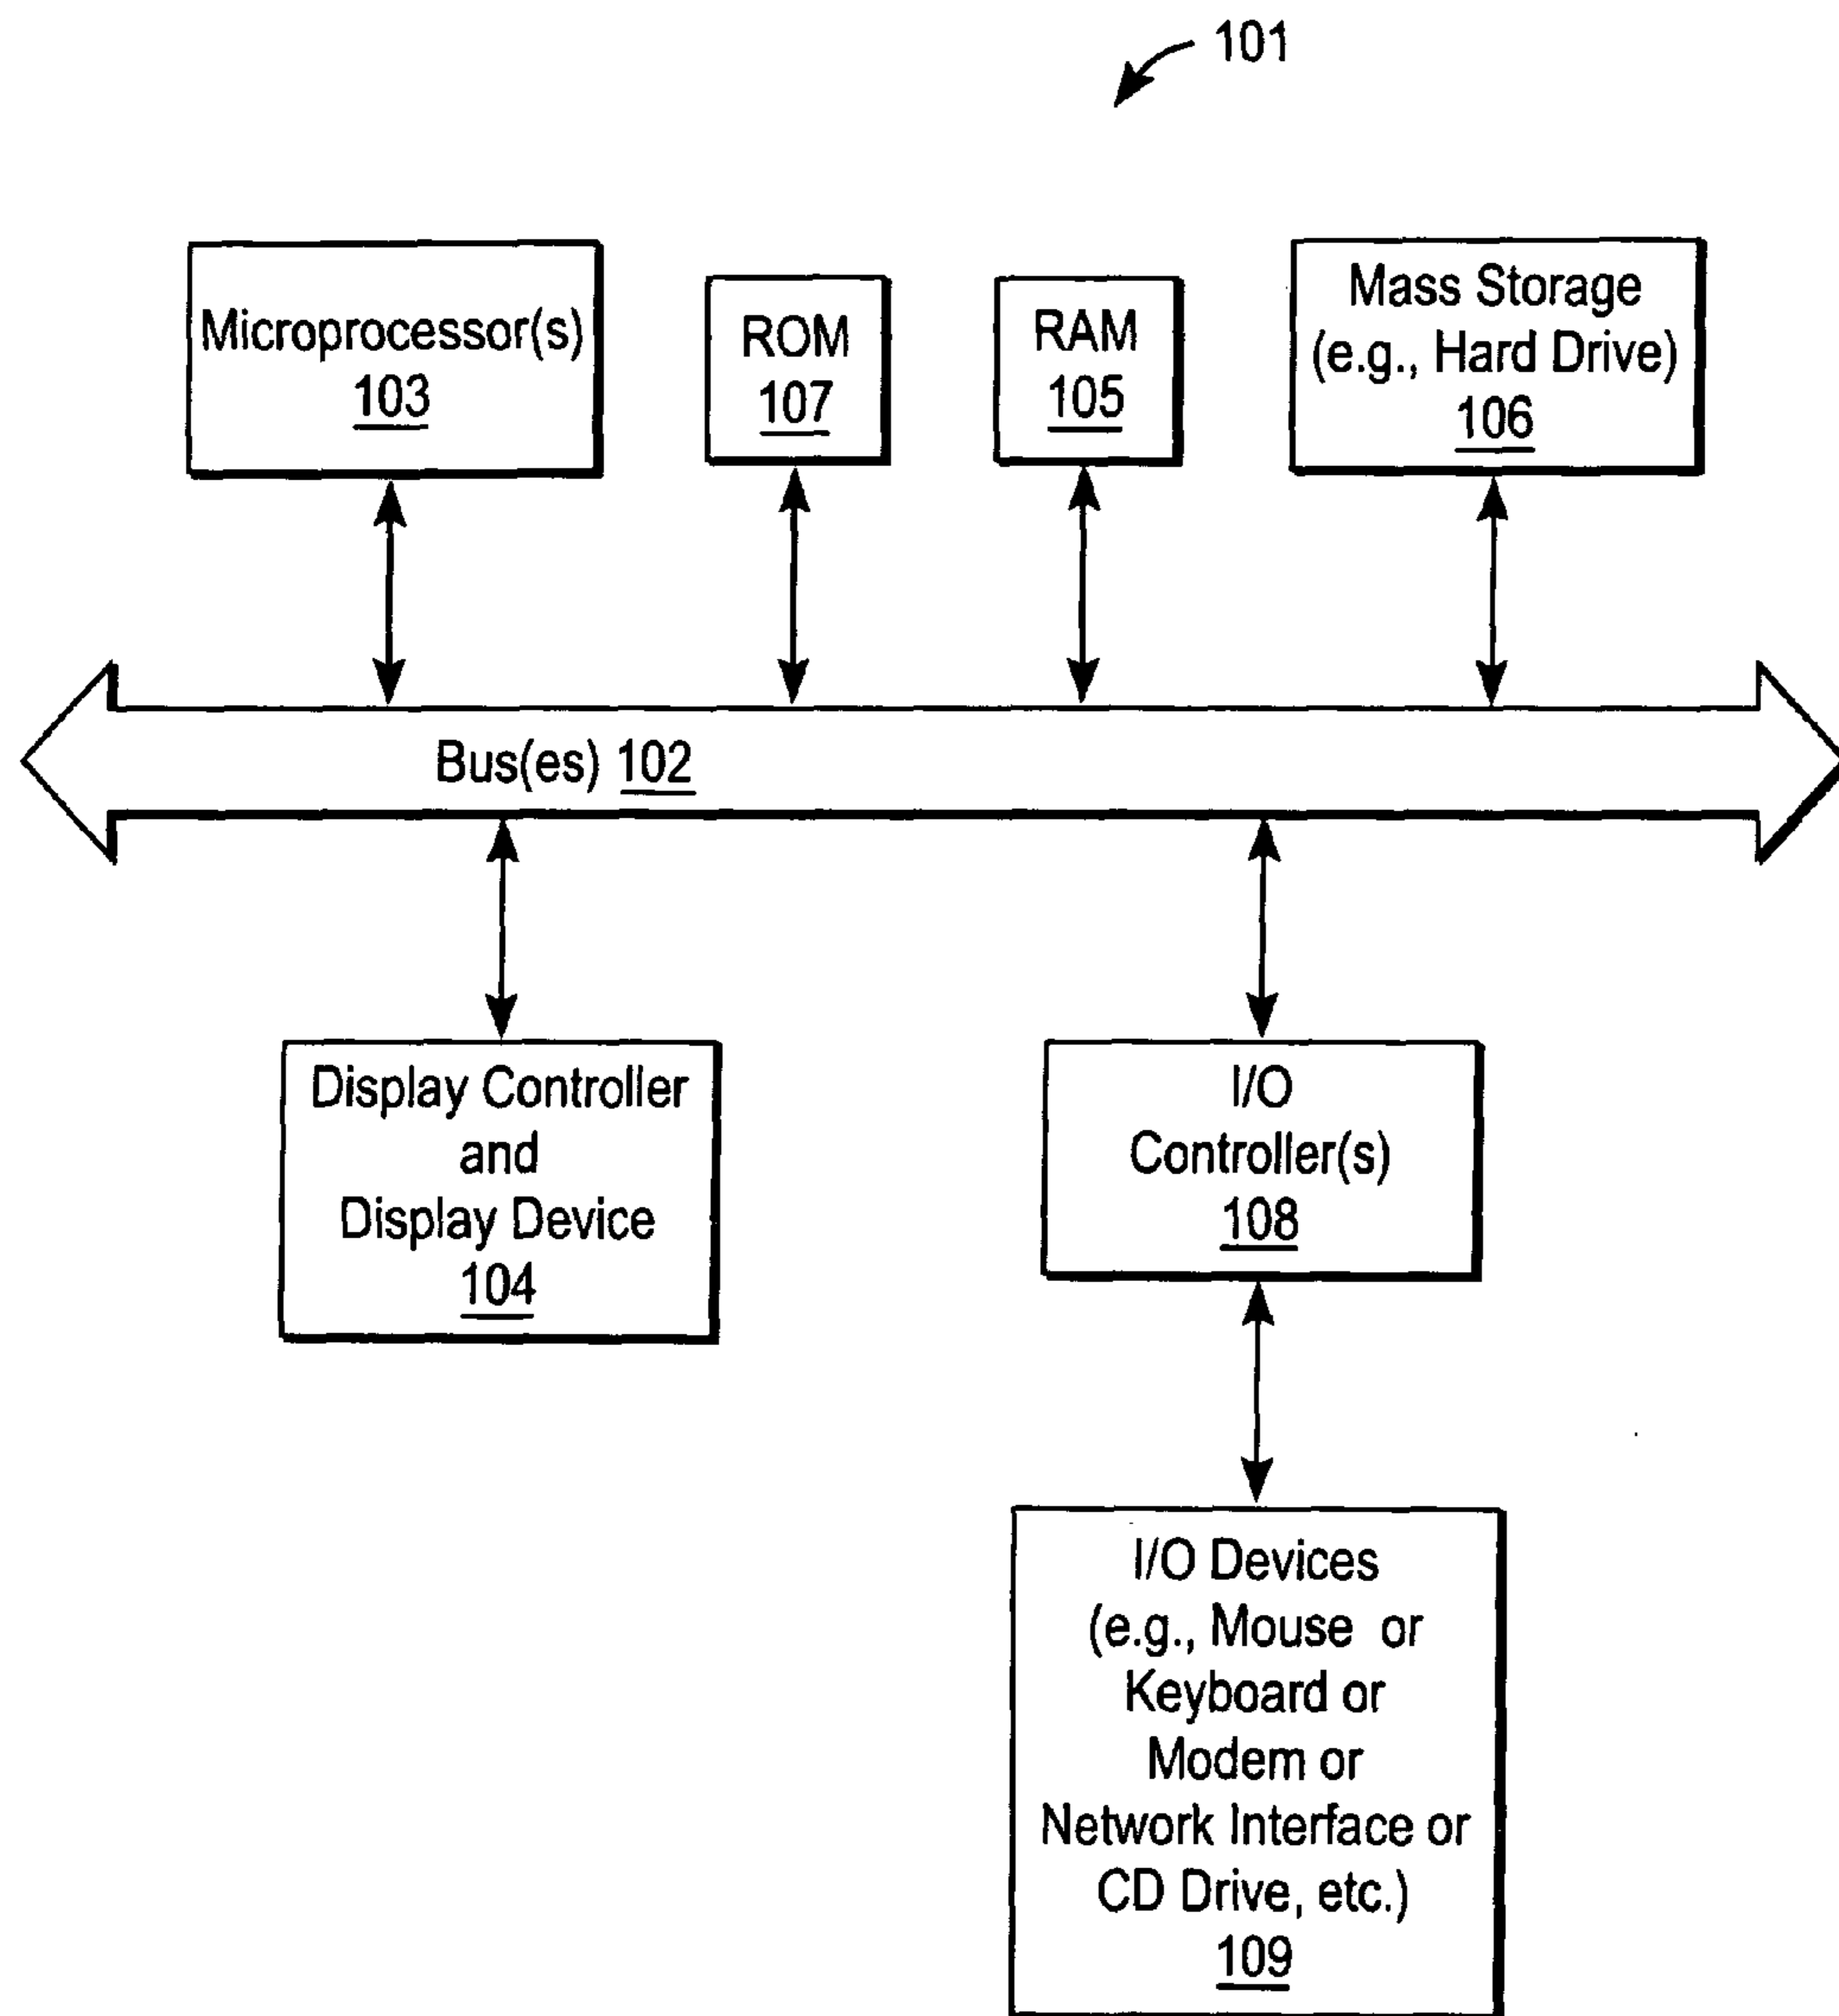 101
Microprocessor(s)
103
ROM
107
RAM
105
Mass Storage
(e.g., Hard Drive)
106
Bus(es) 102
Display Controller
and
Display Device
104
I/O
Controller(s)
108
I/O Devices
(e.g., Mouse or
Keyboard or
Modem or
Network Interface or
CD Drive, etc.)
109